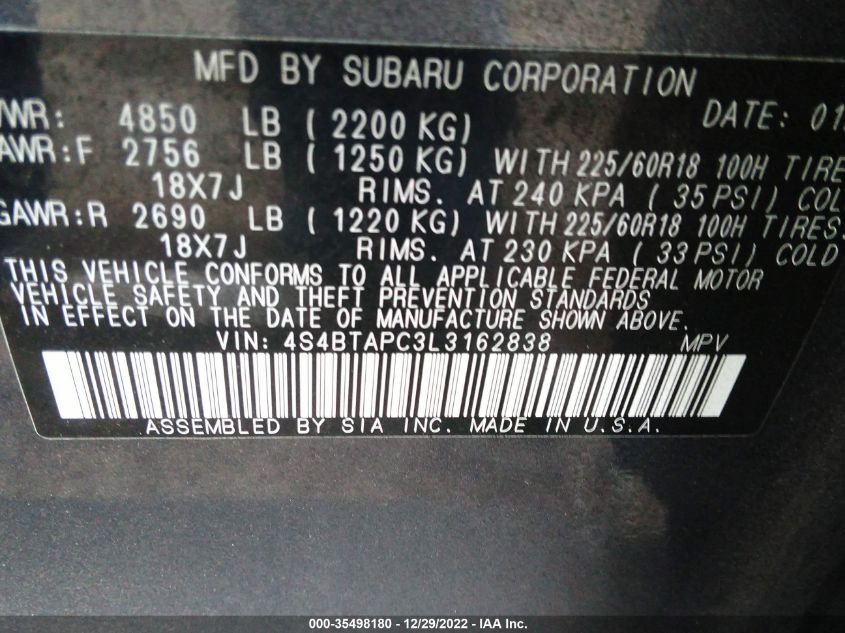 MFD BY SUBARU CORPORATION
VWR: 4850 LB ( 2200 KG) DATE: 01
AWR:F 2756 LB ( 1250 KG) WITH 225/60R18 100H TIRE
18X7J RIMS. AT 240 KPA ( 35 PSI) COL
GAWR:R 2690 LB ( 1220 KG) WITH 225/60R18 100H TIRES.
18X7J RIMS. AT 230 KPA ( 33 PSI) COLD
THIS VEHICLE CONFORMS TO ALL APPLICABLE FEDERAL MOTOR
VEHICLE SAFETY AND THEFT PREVENTION STANDARDS
IN EFFECT ON THE DATE OF MANUFACTURE SHOWN ABOVE.
VIN: 4S4BTAPC3L3162838 MPV
ASSEMBLED BY SIA INC. MADE IN U.S.A.
000-35498180 - 12/29/2022 - IAA Inc.